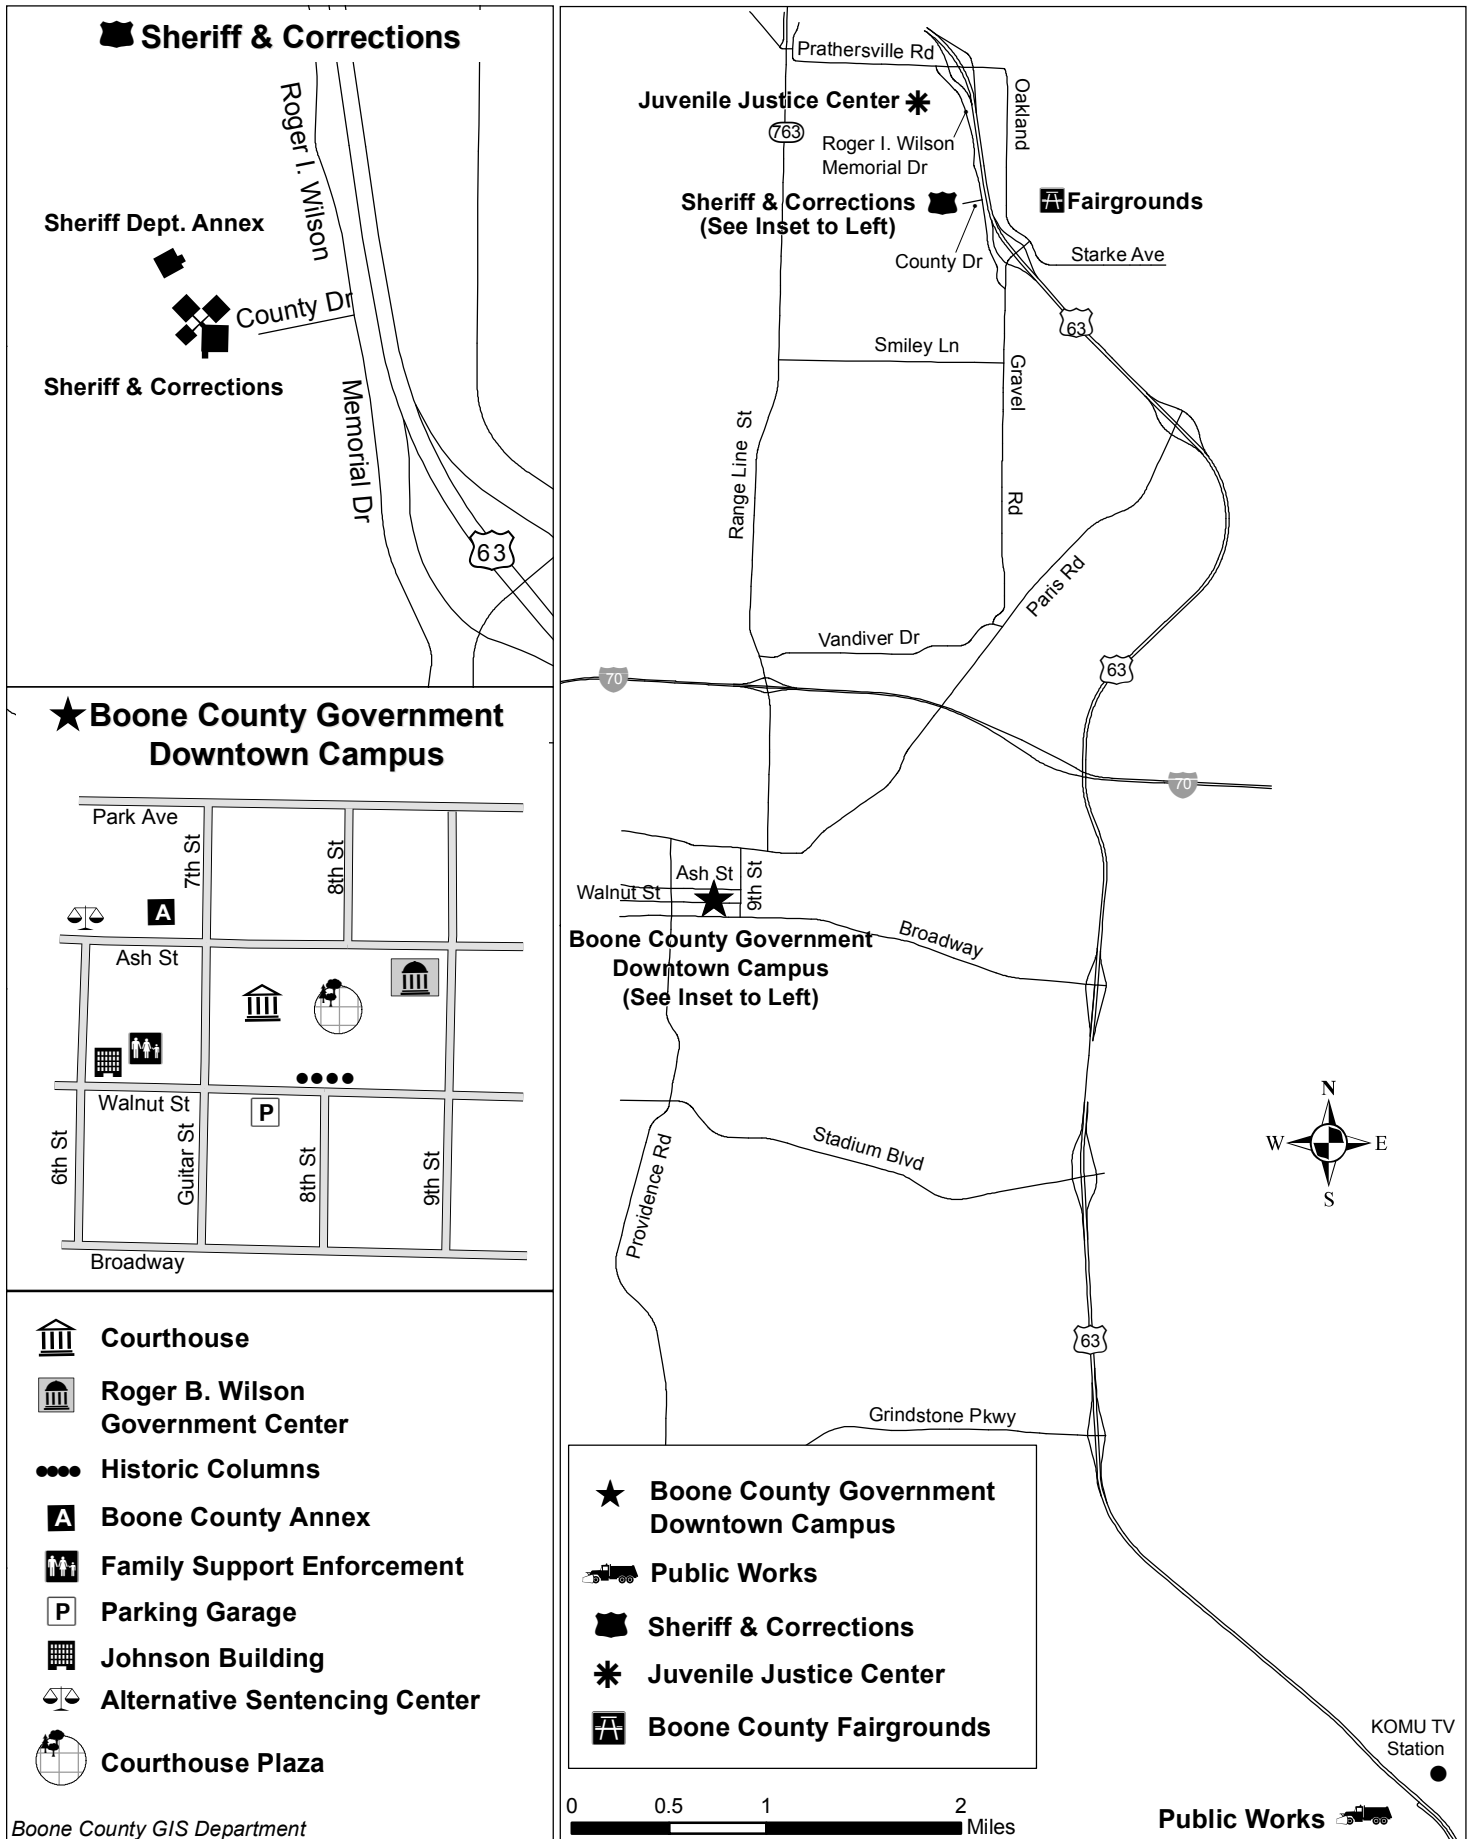 Sheriff & Corrections
Roger I. Wilson
Sheriff Dept. Annex
County Dr
Sheriff & Corrections
Memorial Dr
63
Boone County Government
Downtown Campus
Park Ave
7th St
8th St
A
Ash St
Walnut St
P
6th St
Guitar St
8th St
9th St
Broadway
Courthouse
Roger B. Wilson
Government Center
Historic Columns
A
Boone County Annex
Family Support Enforcement
P
Parking Garage
Johnson Building
Alternative Sentencing Center
Courthouse Plaza
Boone County GIS Department
Prathersville Rd
Juvenile Justice Center
Oakland
763
Roger I. Wilson
Memorial Dr
Sheriff & Corrections
(See Inset to Left)
Fairgrounds
County Dr
Starke Ave
63
Smiley Ln
Gravel
Range Line St
Rd
Paris Rd
Vandiver Dr
70
63
70
Ash St
9th St
Walnut St
Broadway
Boone County Government
Downtown Campus
(See Inset to Left)
N
W
E
S
Stadium Blvd
Providence Rd
63
Grindstone Pkwy
Boone County Government
Downtown Campus
Public Works
Sheriff & Corrections
Juvenile Justice Center
Boone County Fairgrounds
KOMU TV
Station
0 0.5 1 2
Miles
Public Works